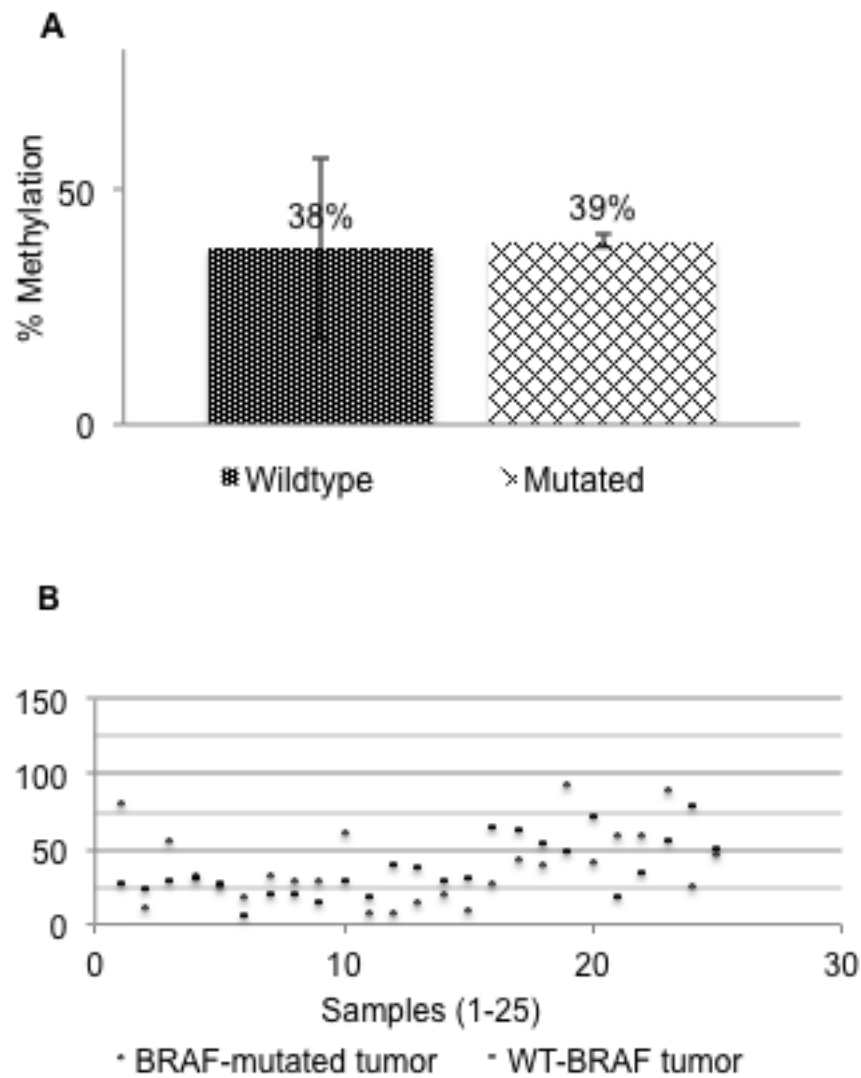 A
% Methylation
50
38%
39%
0
Wildtype
Mutated
B
150
100
50
0
0
10
20
30
Samples (1-25)
BRAF-mutated tumor
WT-BRAF tumor